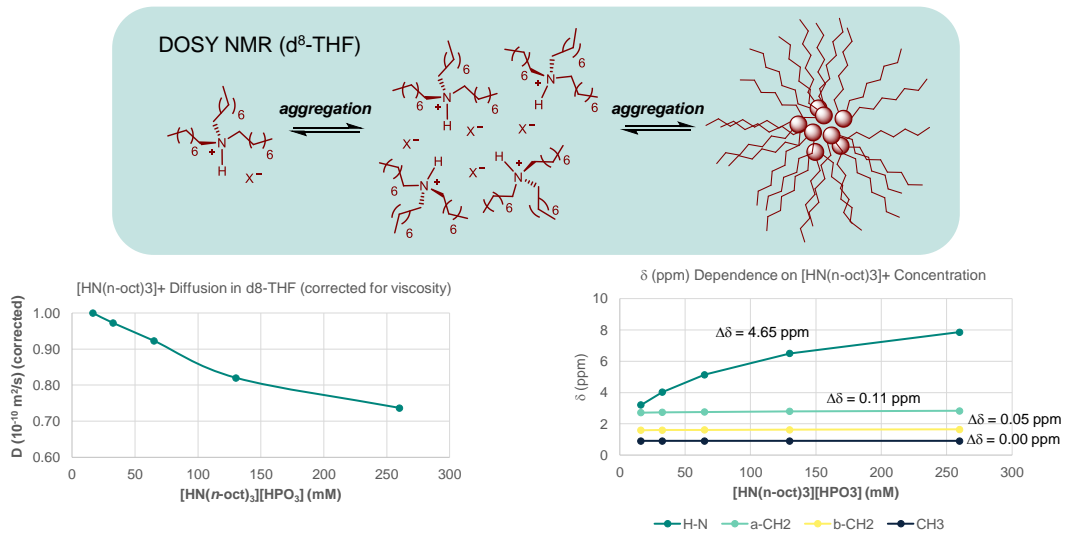 DOSY NMR (d⁸-THF)
aggregation
aggregation
( )₆
N
+
H
X⁻
( )₆
N
+
H
X⁻
X⁻
X⁻
[HN(n-oct)3]+ Diffusion in d8-THF (corrected for viscosity)
D (10⁻¹⁰ m²/s) (corrected)
1.00
0.90
0.80
0.70
0.60
0
50
100
150
200
250
300
[HN(n-oct)₃][HPO₃] (mM)
δ (ppm) Dependence on [HN(n-oct)3]+ Concentration
δ (ppm)
10
8
6
4
2
0
Δδ = 4.65 ppm
Δδ = 0.11 ppm
Δδ = 0.05 ppm
Δδ = 0.00 ppm
0
50
100
150
200
250
300
[HN(n-oct)3][HPO3] (mM)
H-N a-CH2 b-CH2 CH3